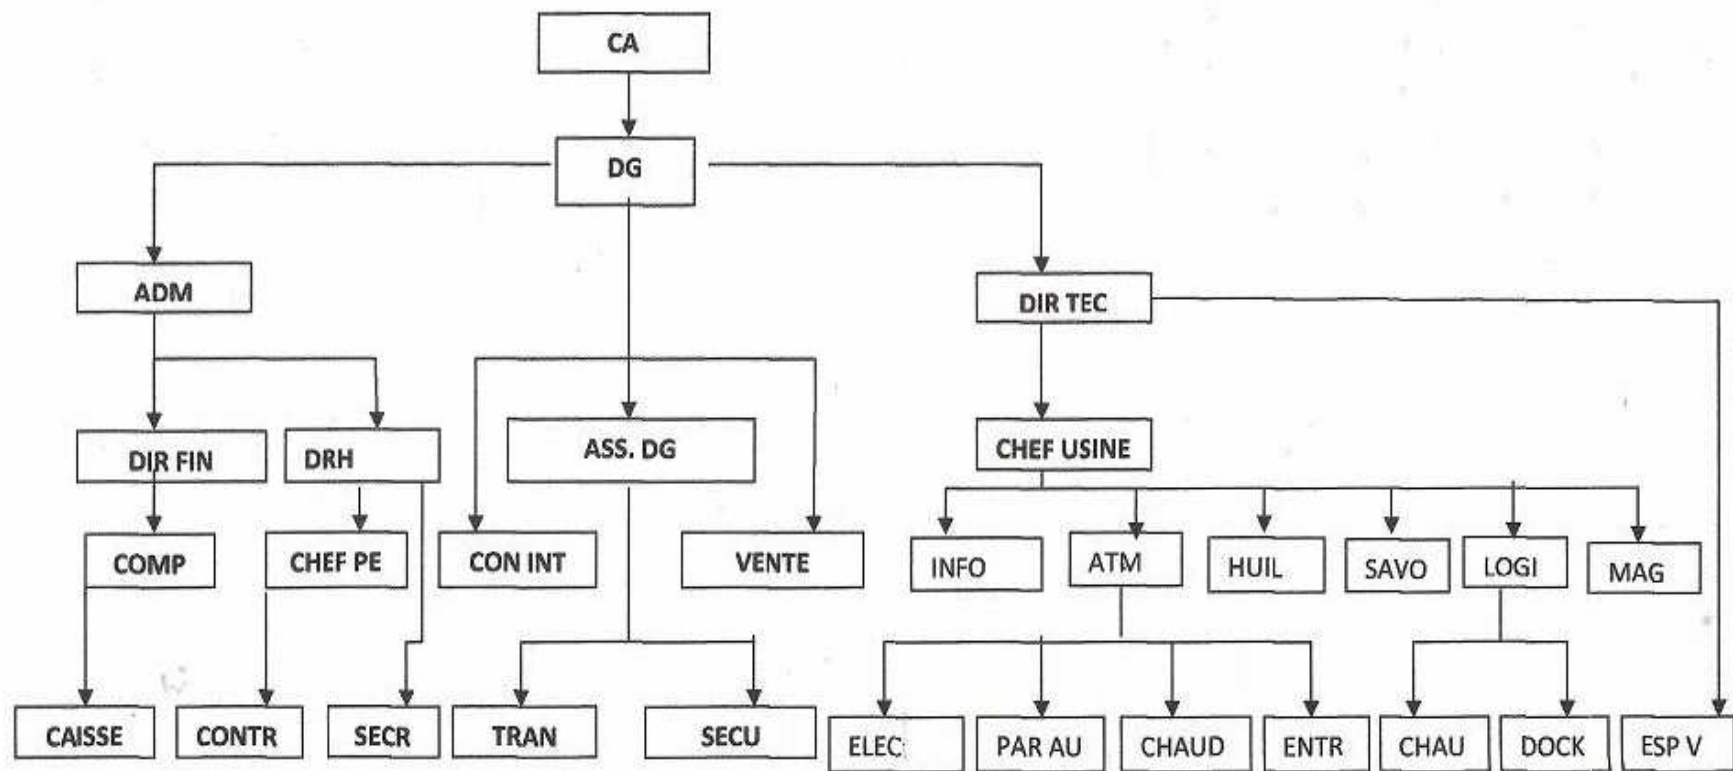 CA
DG
ADM
DIR TEC
DIR FIN
DRH
ASS. DG
CHEF USINE
COMP
CHEF PE
CON INT
VENTE
INFO
ATM
HUIL
SAVO
LOGI
MAG
CAISSE
CONTR
SECR
TRAN
SECU
ELEC
PAR AU
CHAUD
ENTR
CHAU
DOCK
ESP V